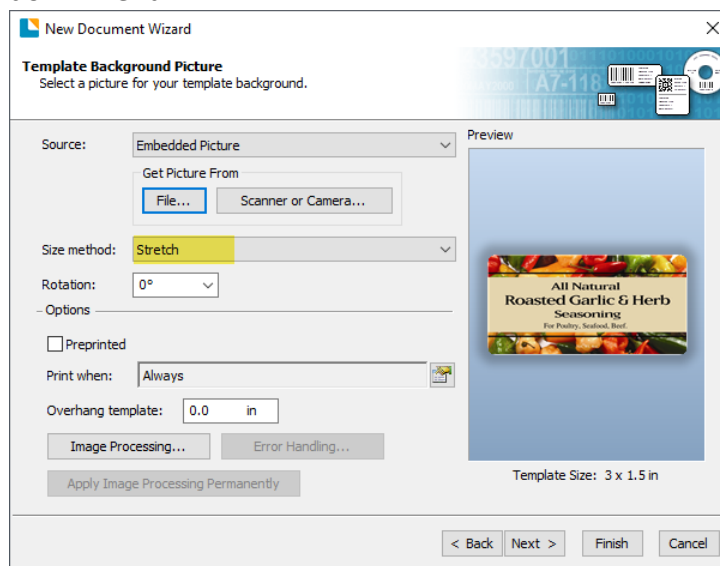 New Document Wizard
Template Background Picture
Select a picture for your template background.
3597001
A7-118
Source: Embedded Picture
Get Picture From
File... Scanner or Camera...
Size method: Stretch
Rotation: 0°
Options
Preprinted
Print when: Always
Overhang template: 0.0 in
Image Processing... Error Handling...
Apply Image Processing Permanently
Preview
All Natural
Roasted Garlic & Herb
Seasoning
For Poultry, Seafood, Beef.
Template Size: 3 x 1.5 in
< Back Next > Finish Cancel